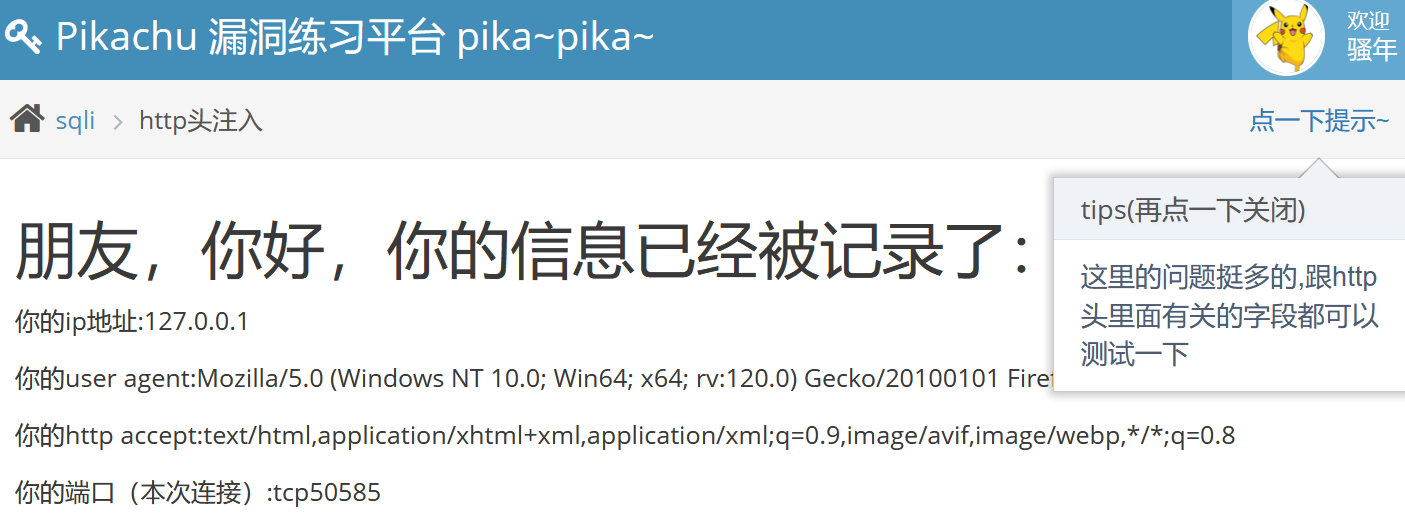 Pikachu 漏洞练习平台 pika~pika~
欢迎
骚年
sqli
http头注入
点一下提示~
tips(再点一下关闭)
这里的问题挺多的,跟http
头里面有关的字段都可以
测试一下
朋友，你好，你的信息已经被记录了：
你的ip地址:127.0.0.1
你的user agent:Mozilla/5.0 (Windows NT 10.0; Win64; x64; rv:120.0) Gecko/20100101
你的http accept:text/html,application/xhtml+xml,application/xml;q=0.9,image/avif,image/webp,*/*;q=0.8
你的端口（本次连接）:tcp50585